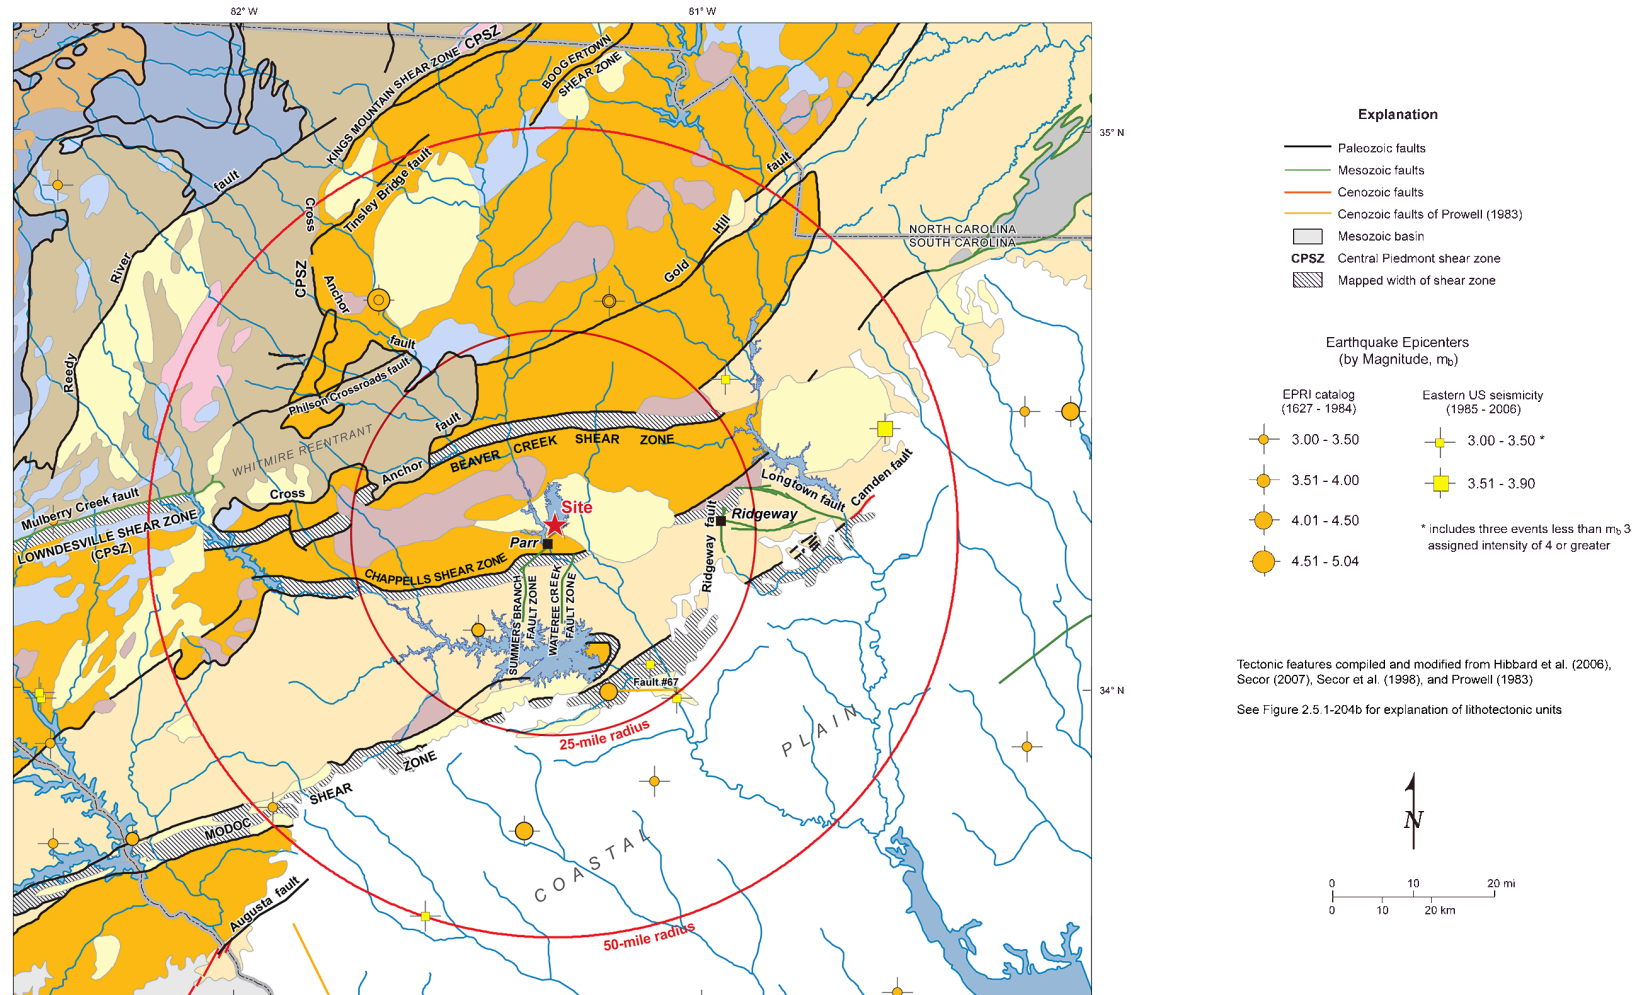 82° W
81° W
35° N
34° N
KINGS MOUNTAIN SHEAR ZONE
CPSZ
BOOGERTOWN
SHEAR ZONE
fault
River
Reedy
Cross
CPSZ
Anchor
fault
Tinsley Bridge fault
Gold
Hill
fault
NORTH CAROLINA
SOUTH CAROLINA
Philson Crossroads fault
WHITMIRE REENTRANT
Cross
Anchor
fault
BEAVER CREEK SHEAR ZONE
Mulberry Creek fault
LOWNDESVILLE SHEAR ZONE
(CPSZ)
Site
Parr
CHAPPELLS SHEAR ZONE
SUMMERS BRANCH
FAULT ZONE
WATEREE CREEK
FAULT ZONE
Ridgeway fault
Ridgeway
Longtown fault
Camden fault
Fault #67
25-mile radius
50-mile radius
MODOC
SHEAR
ZONE
Augusta fault
COASTAL
PLAIN
Explanation
Paleozoic faults
Mesozoic faults
Cenozoic faults
Cenozoic faults of Prowell (1983)
Mesozoic basin
CPSZ Central Piedmont shear zone
Mapped width of shear zone
Earthquake Epicenters
(by Magnitude, mb)
EPRI catalog
(1627 - 1984)
3.00 - 3.50
3.51 - 4.00
4.01 - 4.50
4.51 - 5.04
Eastern US seismicity
(1985 - 2006)
3.00 - 3.50 *
3.51 - 3.90
* includes three events less than mb 3
assigned intensity of 4 or greater
Tectonic features compiled and modified from Hibbard et al. (2006),
Secor (2007), Secor et al. (1998), and Prowell (1983)
See Figure 2.5.1-204b for explanation of lithotectonic units
N
0 10 20 mi
0 10 20 km